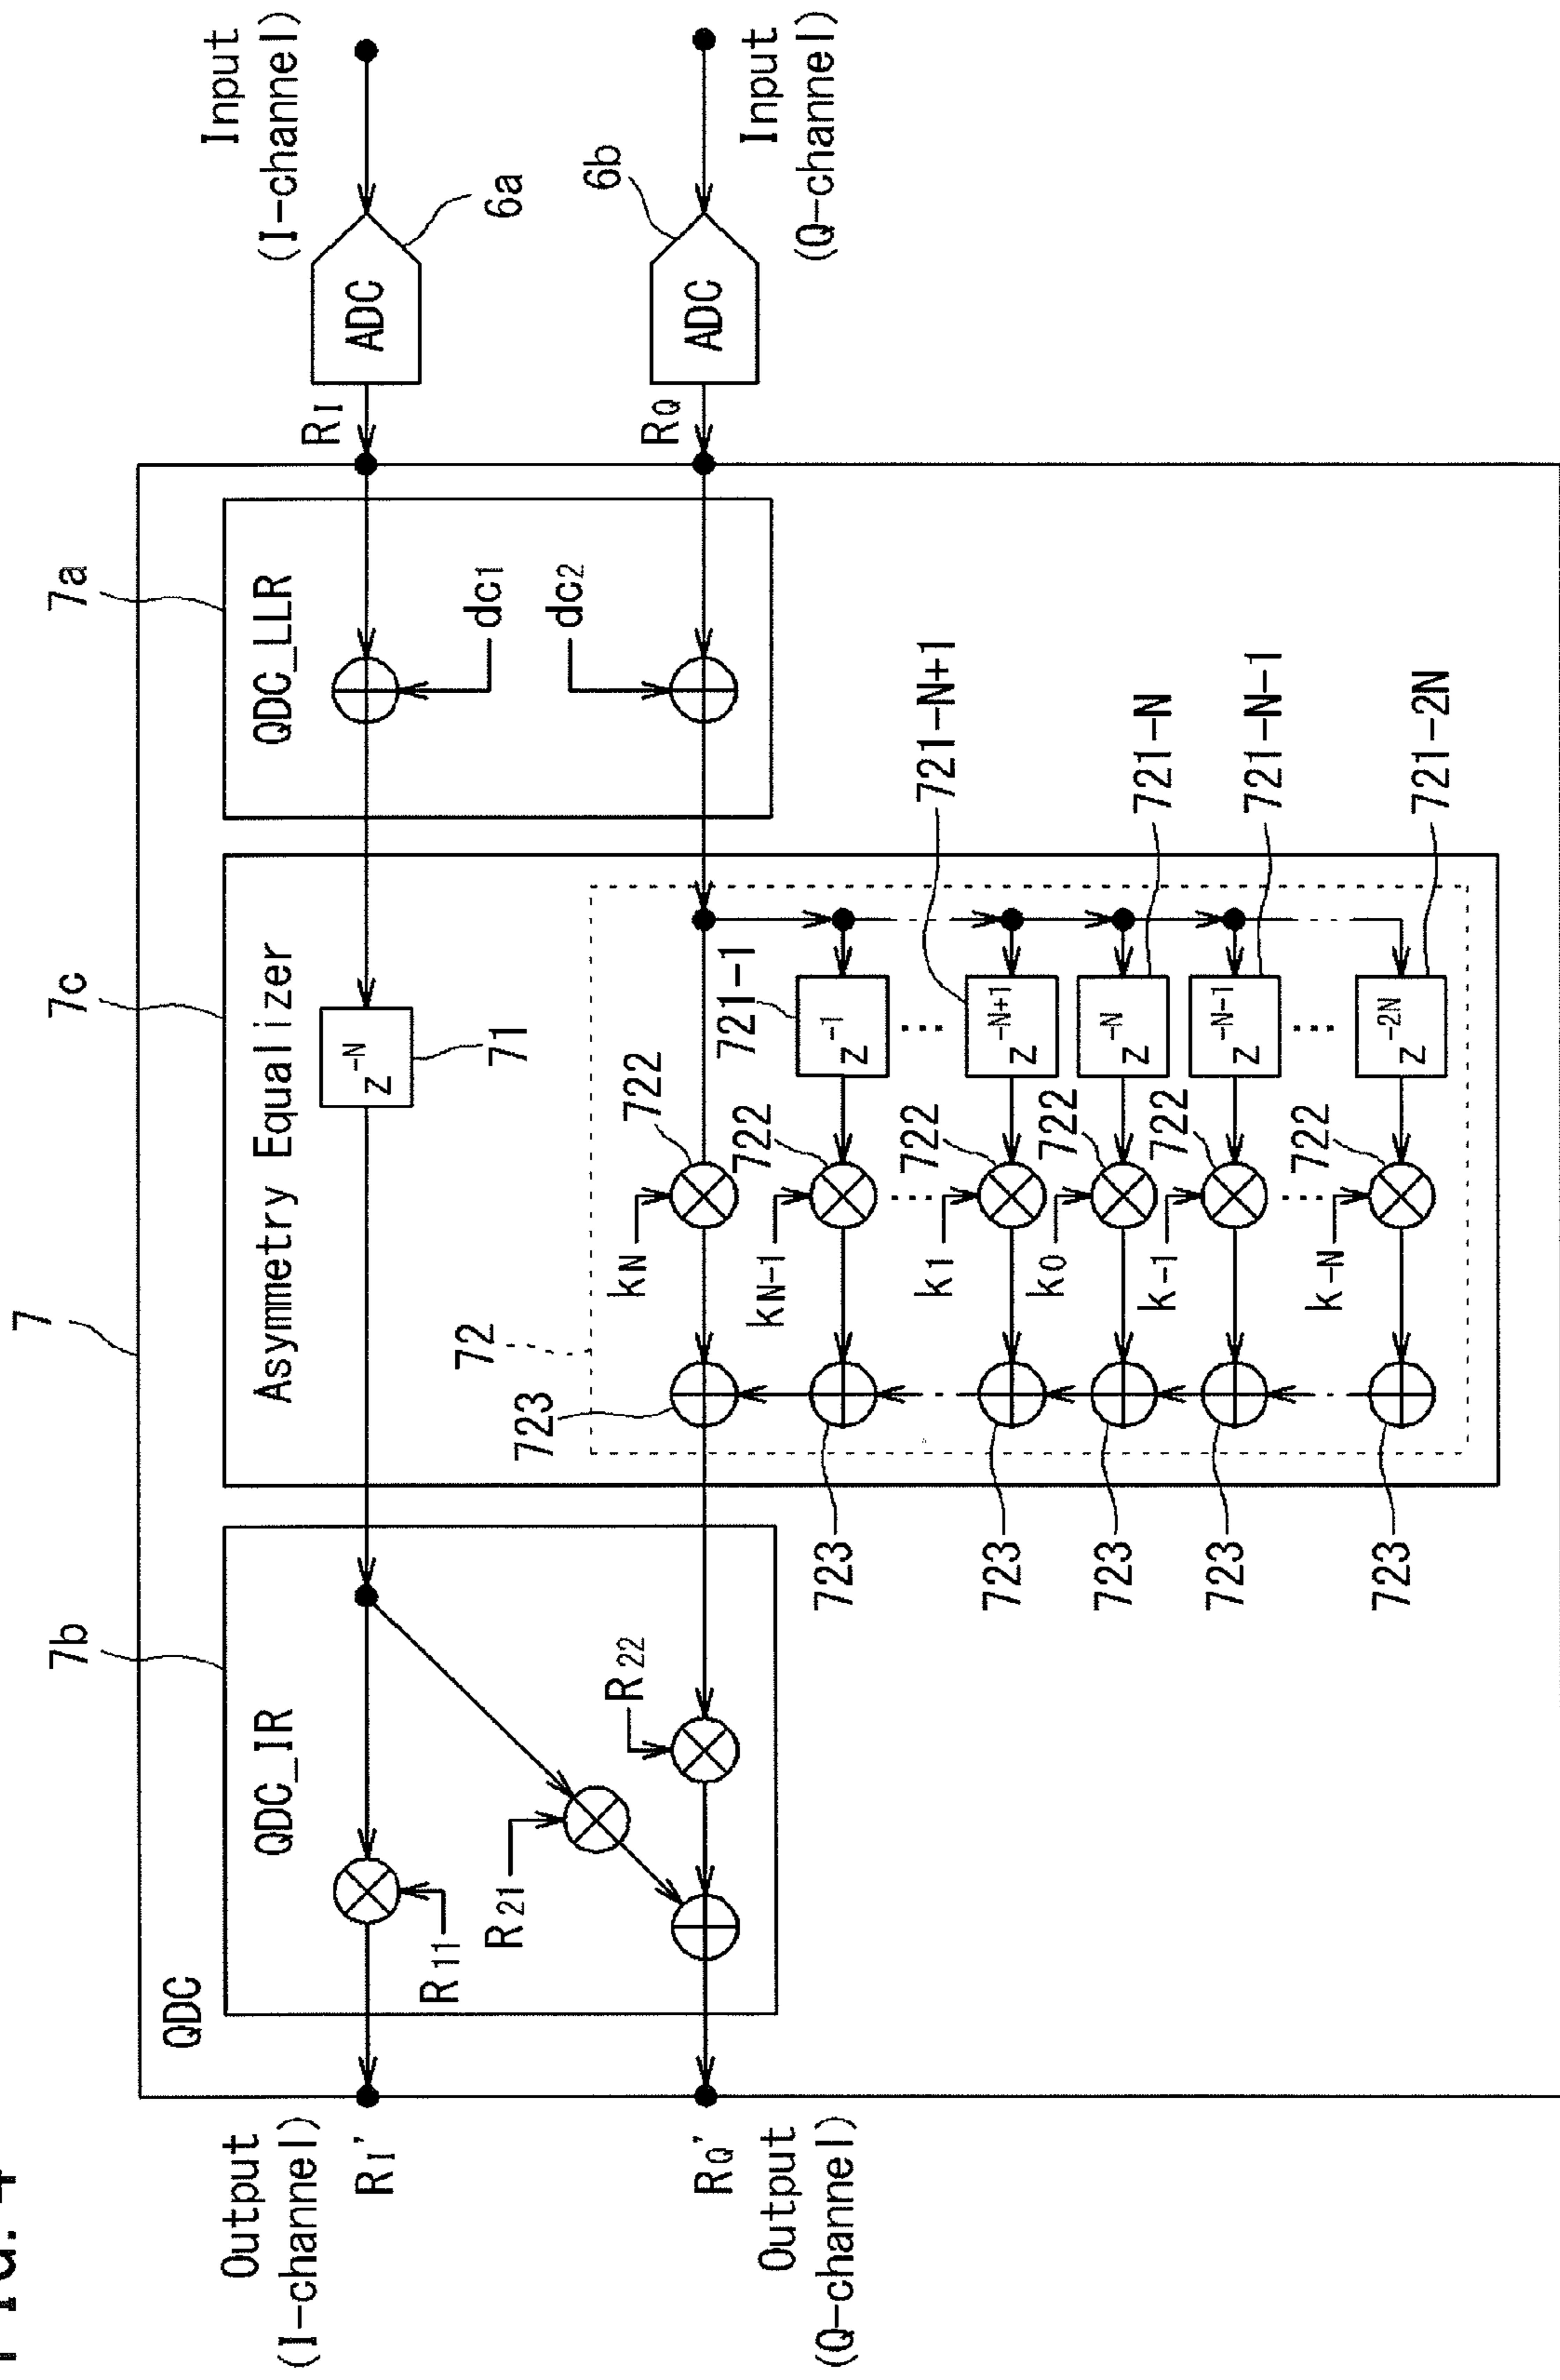 FIG. 4
7
QDC
7b
QDC_IR
R11
R21
R22
Output
(I-channel)
RI'
RQ'
Output
(Q-channel)
7c
Asymmetry Equalizer
z-N
71
72
723
723
723
723
723
723
kN
kN-1
k1
k0
k-1
k-N
722
722
722
722
722
722
...
...
721-1
z-1
z-N+1
z-N
z-N-1
z-2N
...
...
721-N+1
721-N
721-N-1
721-2N
7a
QDC_LLR
dc1
dc2
RI
RQ
ADC
6a
ADC
6b
Input
(I-channel)
Input
(Q-channel)